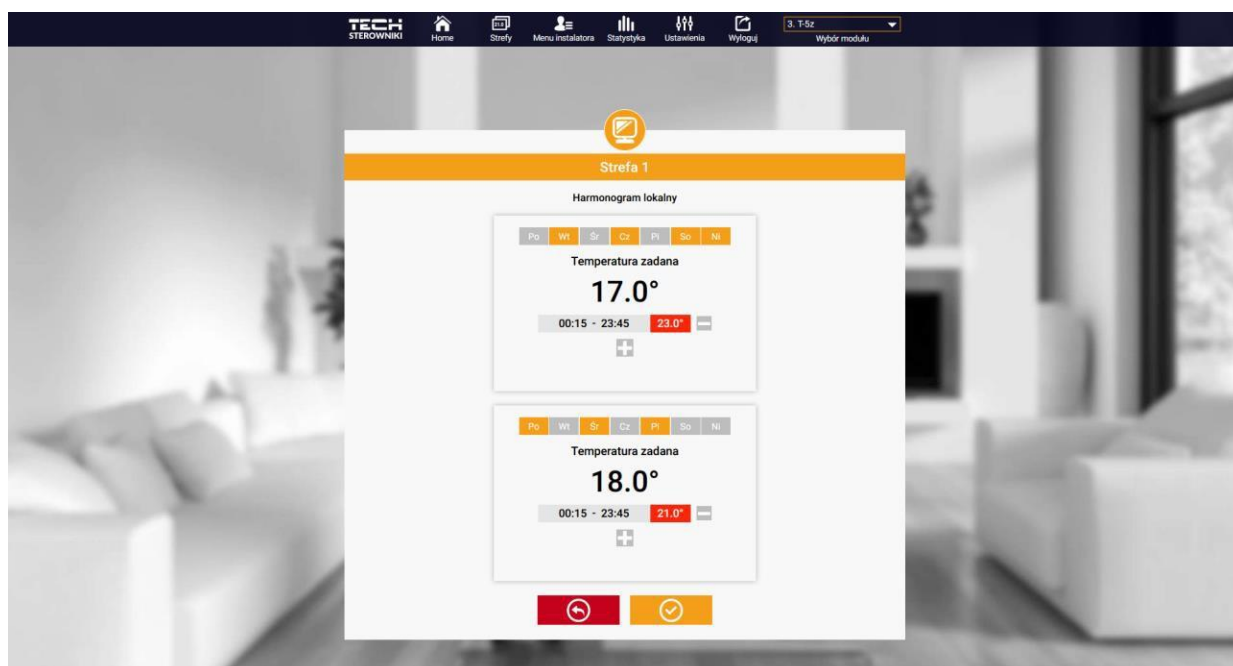 TECH
STEROWNIKI
Home
21.5
Strefy
Menu instalatora
Statystyka
Ustawienia
Wyloguj
3. T-5z
Wybór modułu
Strefa 1
Harmonogram lokalny
Po Wt Śr Cz Pi So Ni
Temperatura zadana
17.0°
00:15 - 23:45 23.0°
Po Wt Śr Cz Pi So Ni
Temperatura zadana
18.0°
00:15 - 23:45 21.0°